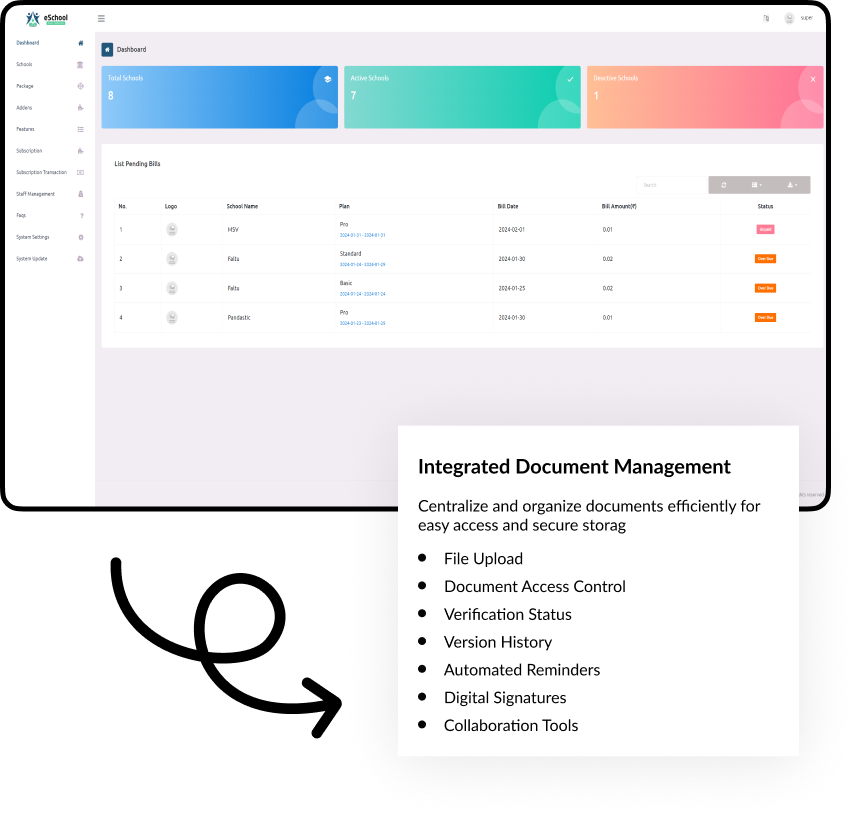 eSchool
super
Dashboard
Schools
Package
Addons
Features
Subscription
Subscription Transaction
Staff Management
Faqs
System Settings
System Update
Dashboard
Total Schools
8
Active Schools
7
Deactive Schools
1
List Pending Bills
Search
No. Logo School Name Plan Bill Date Bill Amount(₹) Status
1 MSV Pro 2024-02-01 0.01 Unpaid
2024-01-31 - 2024-01-31
2 Faltu Standard 2024-01-30 0.02 Over Due
2024-01-24 - 2024-01-29
3 Faltu Basic 2024-01-25 0.02 Over Due
2024-01-24 - 2024-01-24
4 Pandastic Pro 2024-01-30 0.01 Over Due
2024-01-23 - 2024-01-29
reserved
Integrated Document Management
Centralize and organize documents efficiently for
easy access and secure storag
File Upload
Document Access Control
Verification Status
Version History
Automated Reminders
Digital Signatures
Collaboration Tools